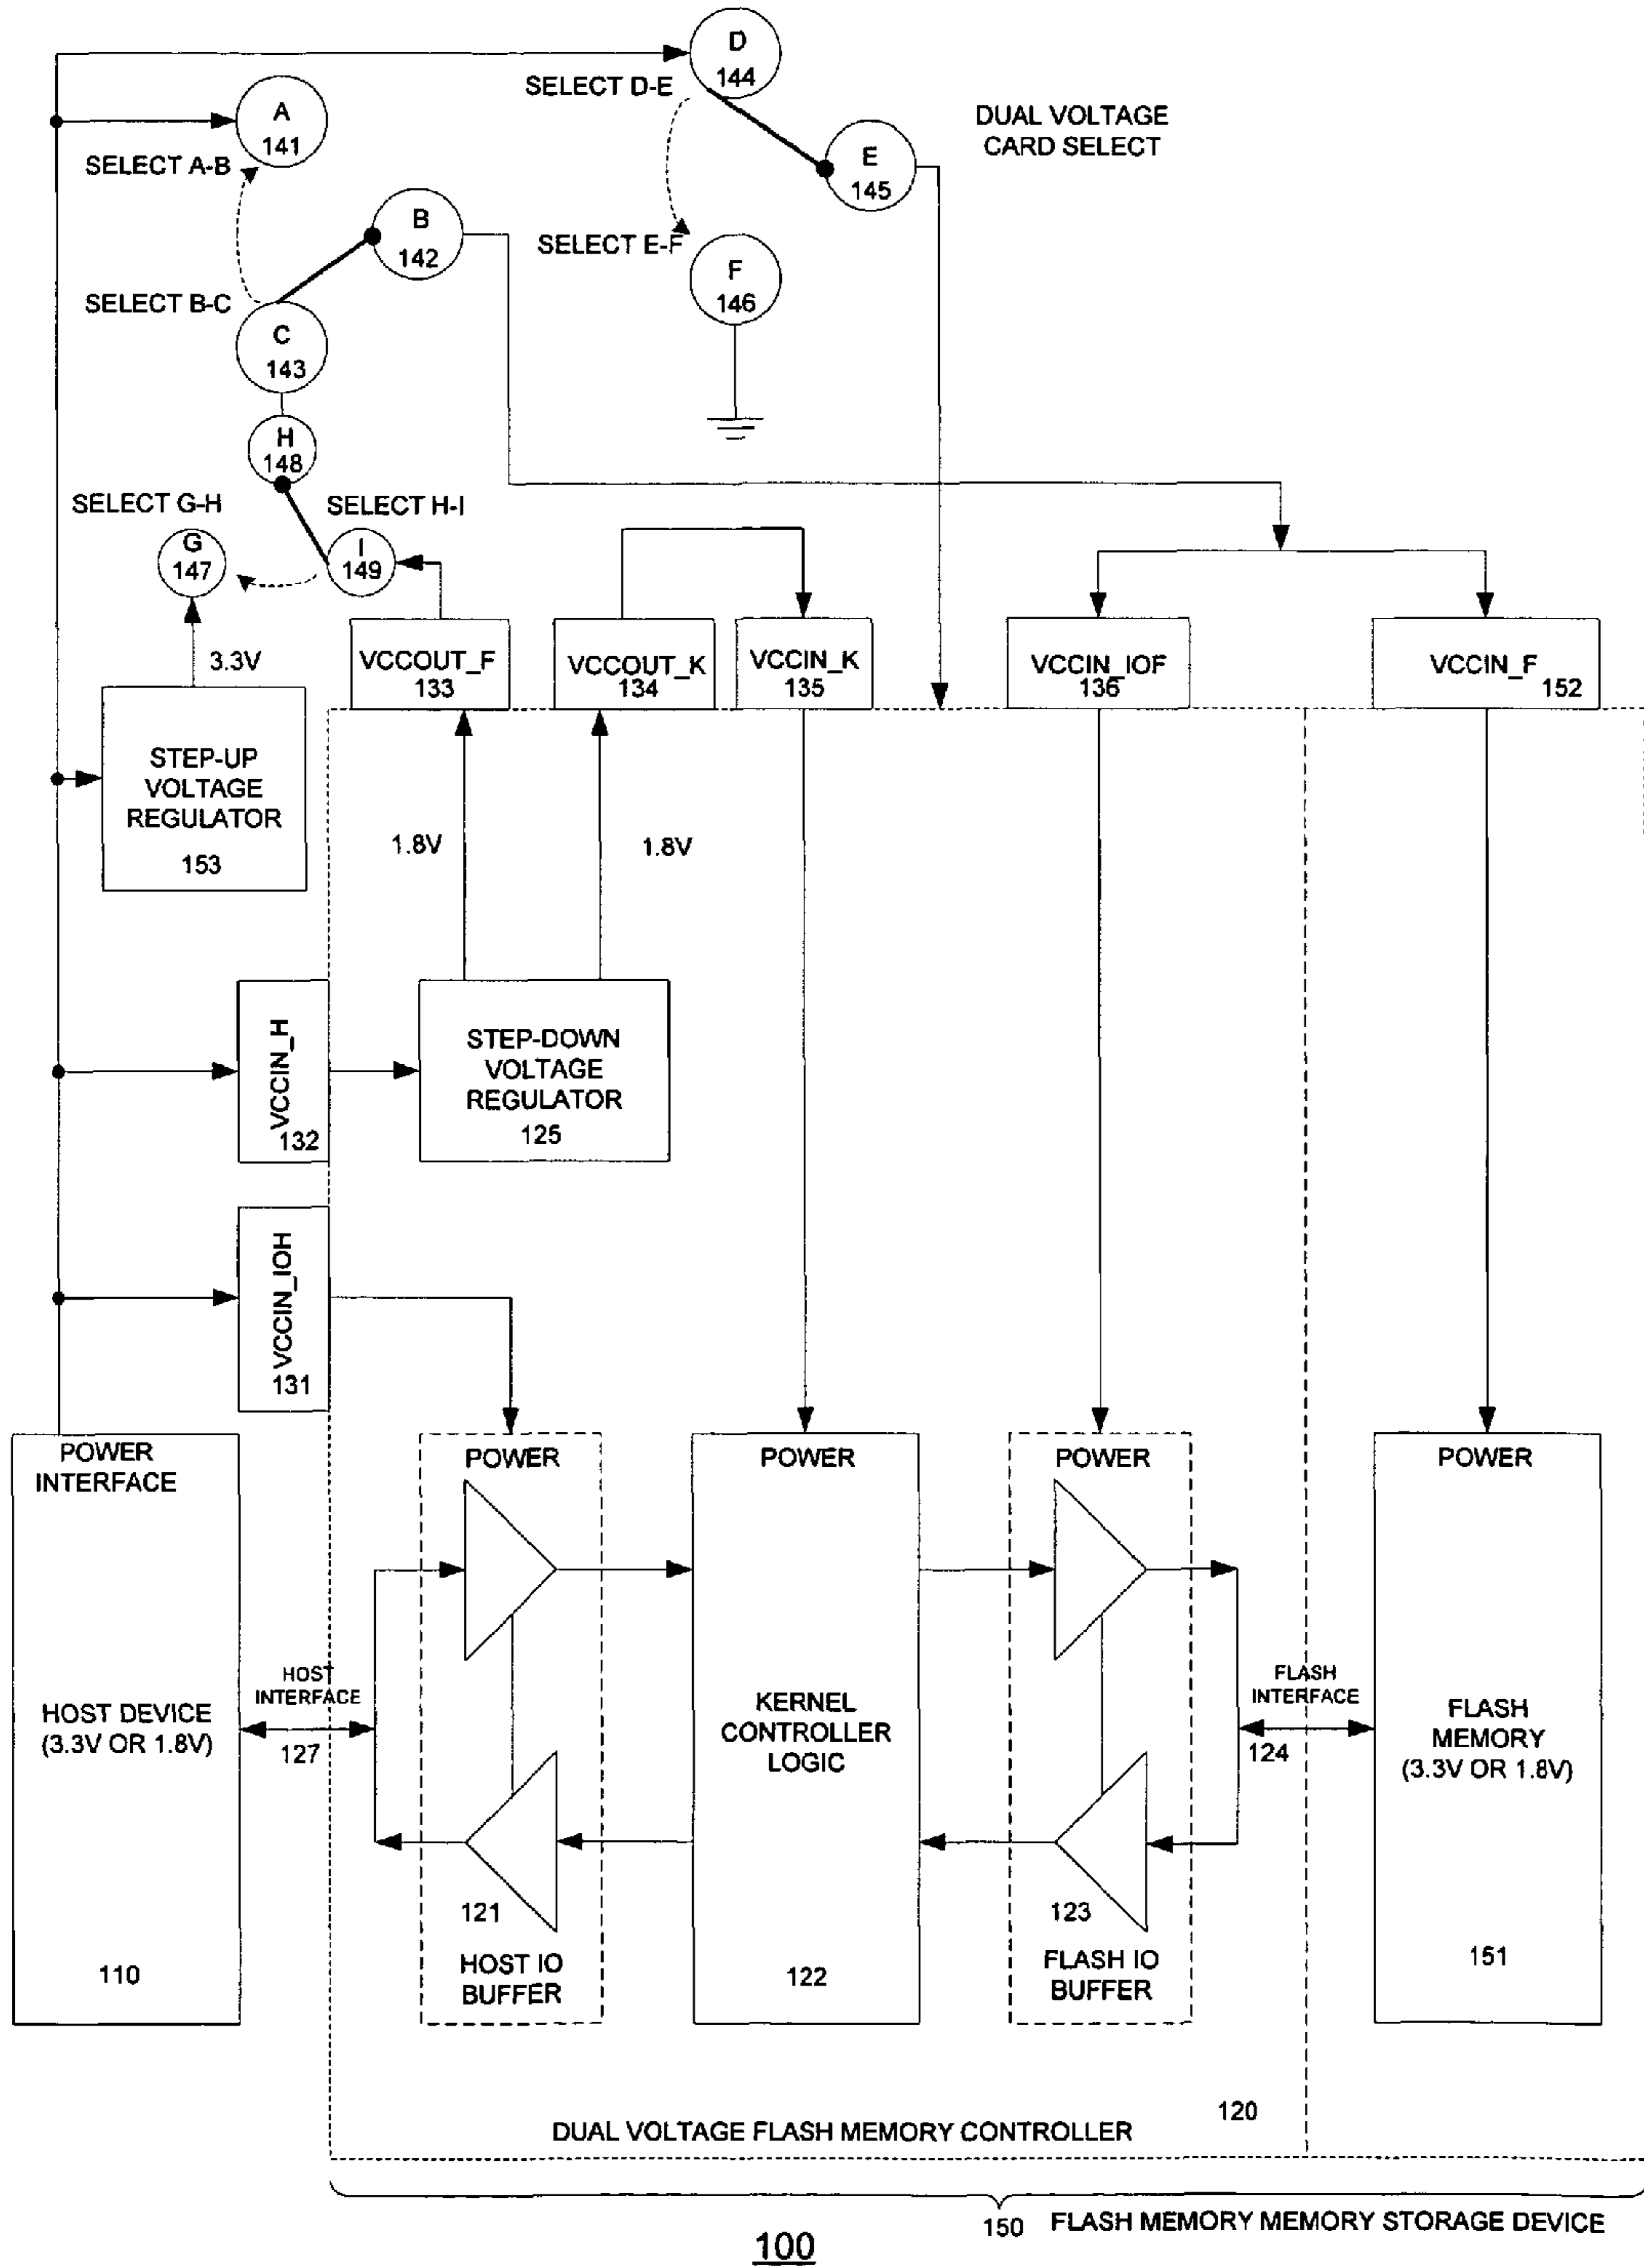 D
144
SELECT D-E
DUAL VOLTAGE
CARD SELECT
A
141
SELECT A-B
E
145
B
142
SELECT E-F
F
146
SELECT B-C
C
143
H
148
SELECT G-H
SELECT H-I
G
147
I
149
3.3V
VCCOUT_F
133
VCCOUT_K
134
VCCIN_K
135
VCCIN_IOF
136
VCCIN_F
152
STEP-UP
VOLTAGE
REGULATOR
153
1.8V
1.8V
VCCIN_H
132
STEP-DOWN
VOLTAGE
REGULATOR
125
VCCIN_IOH
131
POWER
INTERFACE
POWER
POWER
POWER
POWER
HOST
INTERFACE
127
HOST DEVICE
(3.3V OR 1.8V)
KERNEL
CONTROLLER
LOGIC
FLASH
INTERFACE
124
FLASH
MEMORY
(3.3V OR 1.8V)
110
121
HOST IO
BUFFER
122
123
FLASH IO
BUFFER
151
120
DUAL VOLTAGE FLASH MEMORY CONTROLLER
150 FLASH MEMORY MEMORY STORAGE DEVICE
100